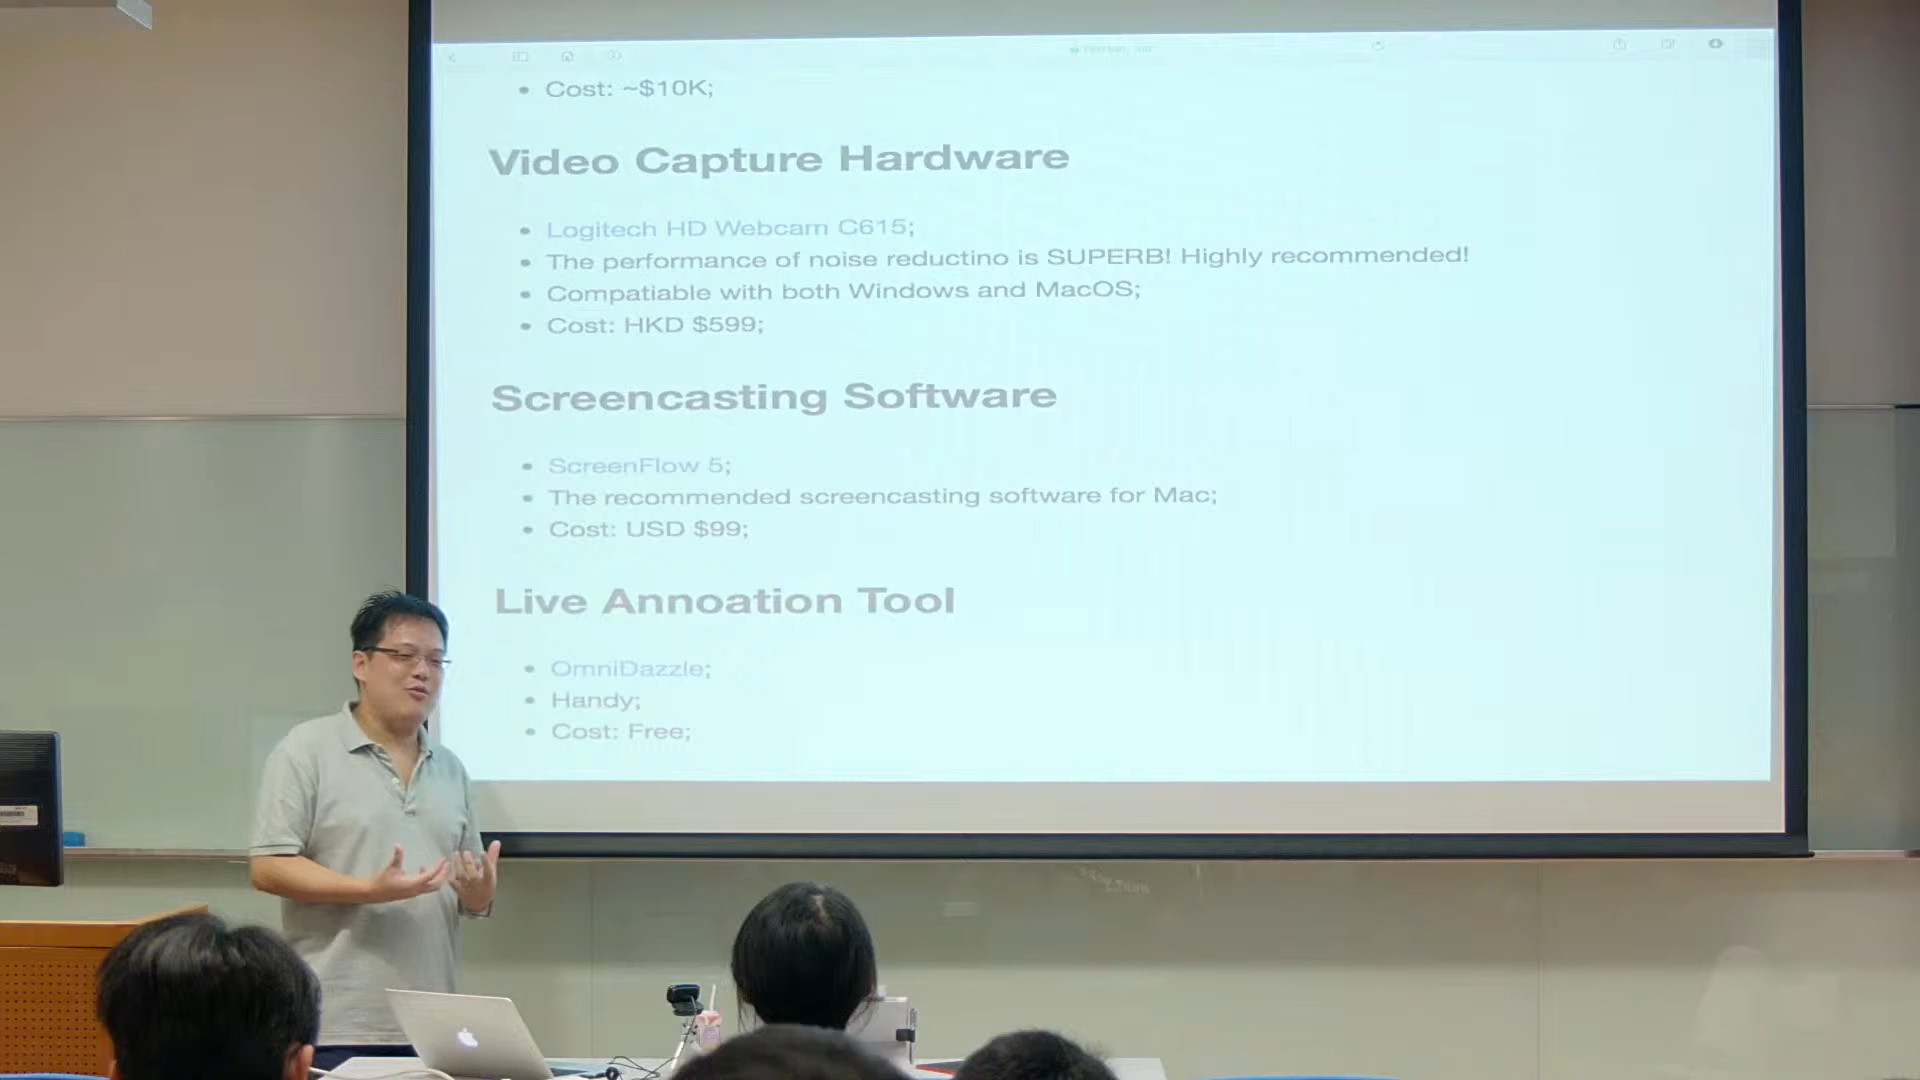 Cost: ~$10K;
Video Capture Hardware
Logitech HD Webcam C615;
The performance of noise reductino is SUPERB! Highly recommended!
Compatiable with both Windows and MacOS;
Cost: HKD $599;
Screencasting Software
ScreenFlow 5;
The recommended screencasting software for Mac;
Cost: USD $99;
Live Annoation Tool
OmniDazzle;
Handy;
Cost: Free;